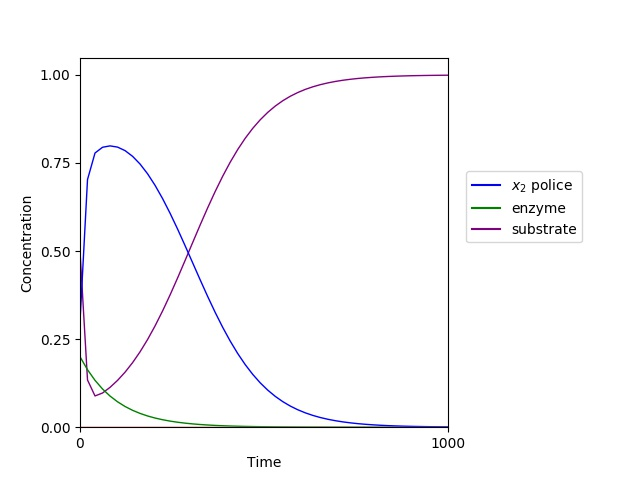 1.00
0.75
0.50
0.25
0.00
Concentration
0
1000
Time
x₂ police
enzyme
substrate